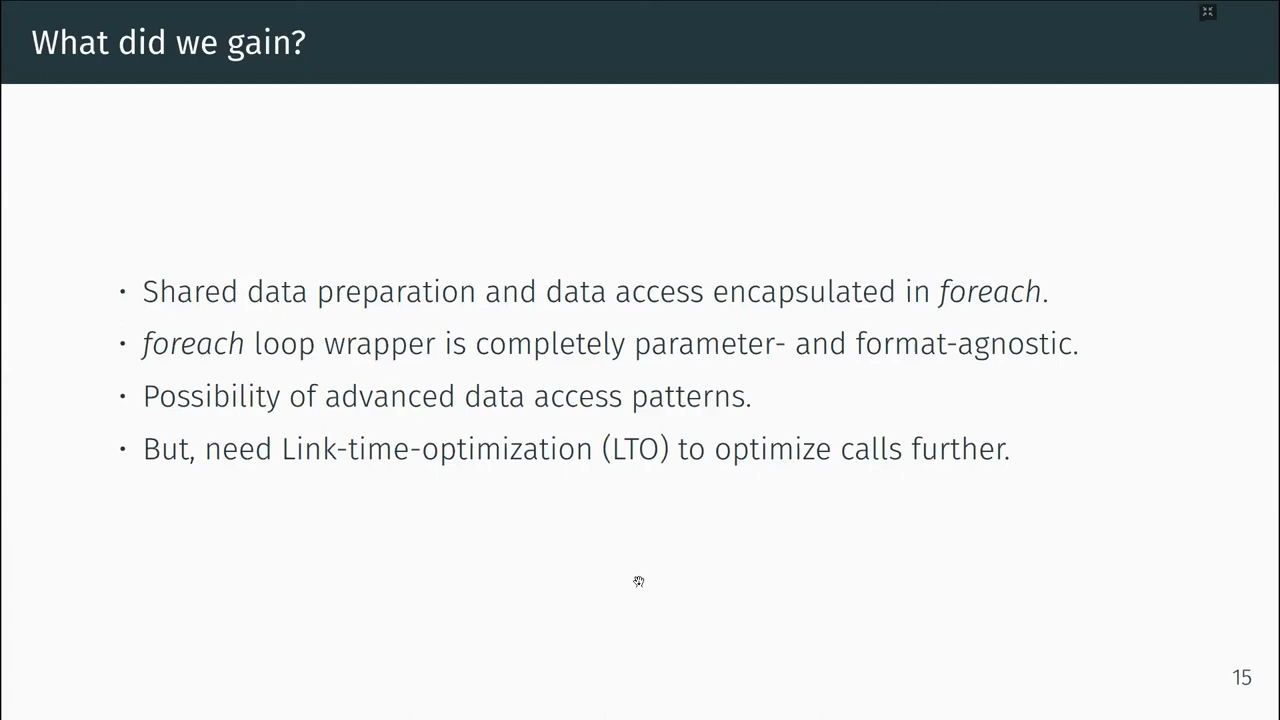 What did we gain?
• Shared data preparation and data access encapsulated in foreach.
• foreach loop wrapper is completely parameter- and format-agnostic.
• Possibility of advanced data access patterns.
• But, need Link-time-optimization (LTO) to optimize calls further.
15